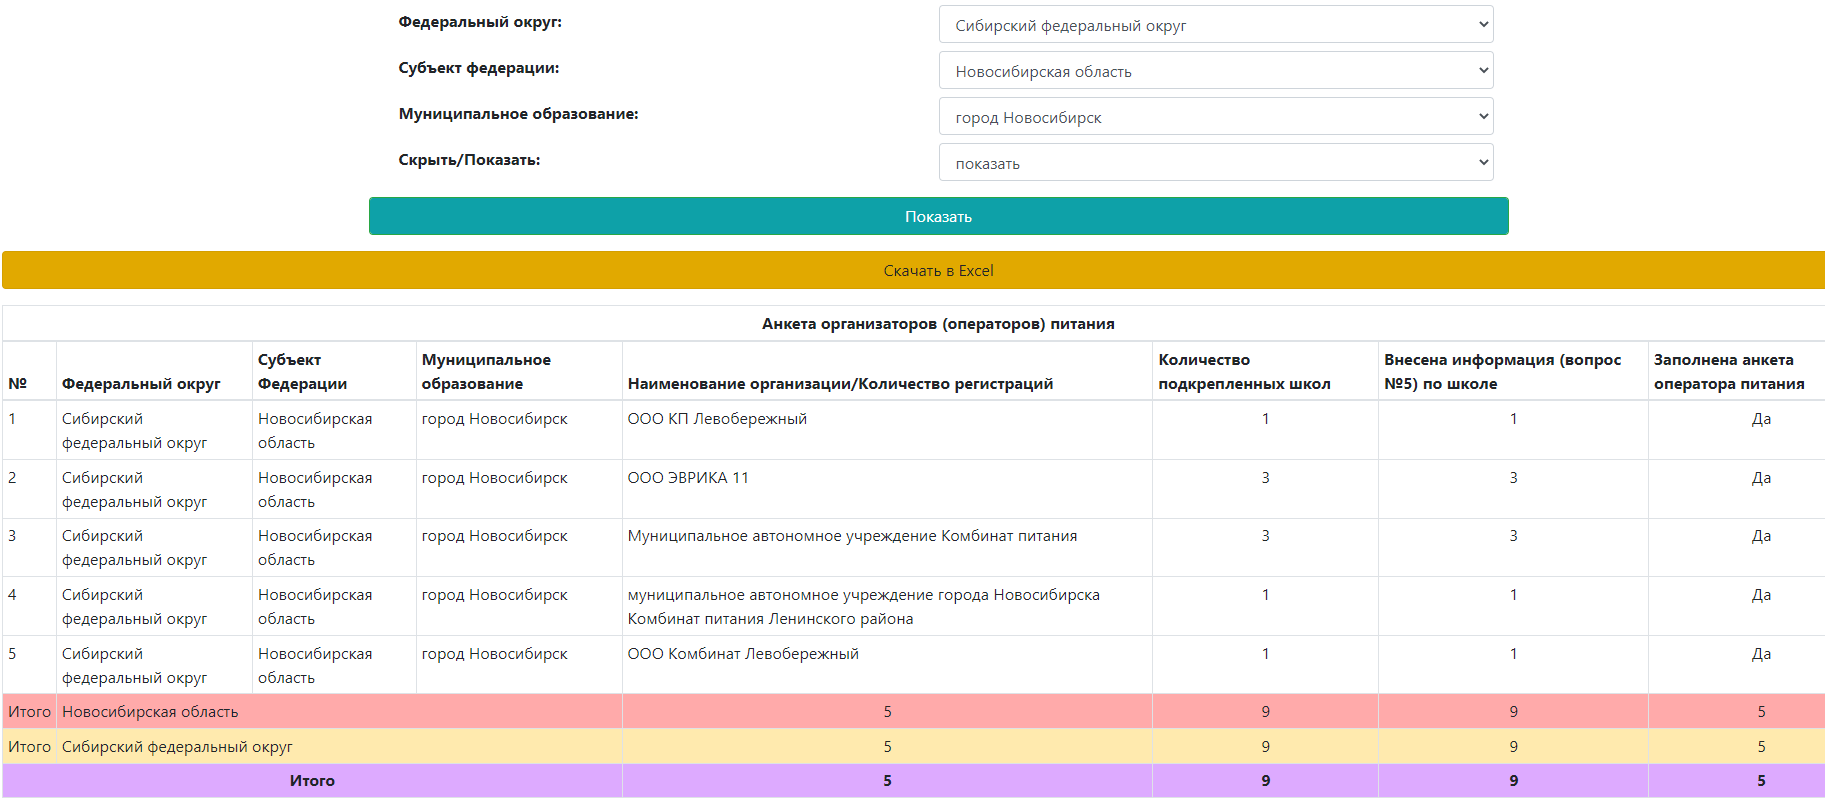 Федеральный округ:
Сибирский федеральный округ
Субъект федерации:
Новосибирская область
Муниципальное образование:
город Новосибирск
Скрыть/Показать:
показать
Показать
Скачать в Excel
Анкета организаторов (операторов) питания
№ Федеральный округ Субъект Федерации Муниципальное образование Наименование организации/Количество регистраций Количество подкрепленных школ Внесена информация (вопрос №5) по школе Заполнена анкета оператора питания
1 Сибирский федеральный округ Новосибирская область город Новосибирск ООО КП Левобережный 1 1 Да
2 Сибирский федеральный округ Новосибирская область город Новосибирск ООО ЭВРИКА 11 3 3 Да
3 Сибирский федеральный округ Новосибирская область город Новосибирск Муниципальное автономное учреждение Комбинат питания 3 3 Да
4 Сибирский федеральный округ Новосибирская область город Новосибирск муниципальное автономное учреждение города Новосибирска Комбинат питания Ленинского района 1 1 Да
5 Сибирский федеральный округ Новосибирская область город Новосибирск ООО Комбинат Левобережный 1 1 Да
Итого Новосибирская область 5 9 9 5
Итого Сибирский федеральный округ 5 9 9 5
Итого 5 9 9 5